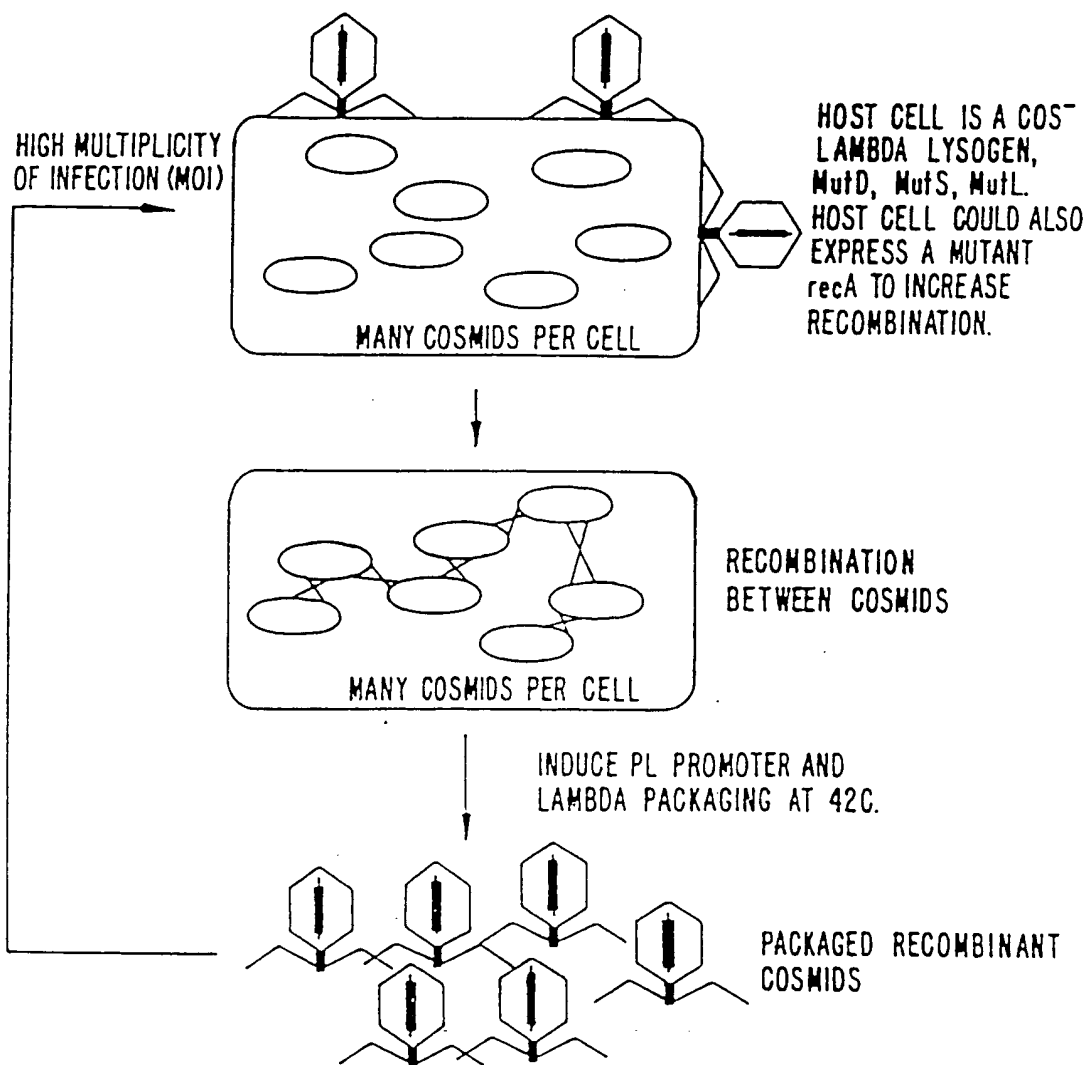 HIGH MULTIPLICITY
OF INFECTION (MOI)
HOST CELL IS A COS⁻
LAMBDA LYSOGEN,
MutD, MutS, MutL.
HOST CELL COULD ALSO
EXPRESS A MUTANT
recA TO INCREASE
RECOMBINATION.
MANY COSMIDS PER CELL
RECOMBINATION
BETWEEN COSMIDS
MANY COSMIDS PER CELL
INDUCE PL PROMOTER AND
LAMBDA PACKAGING AT 42C.
PACKAGED RECOMBINANT
COSMIDS